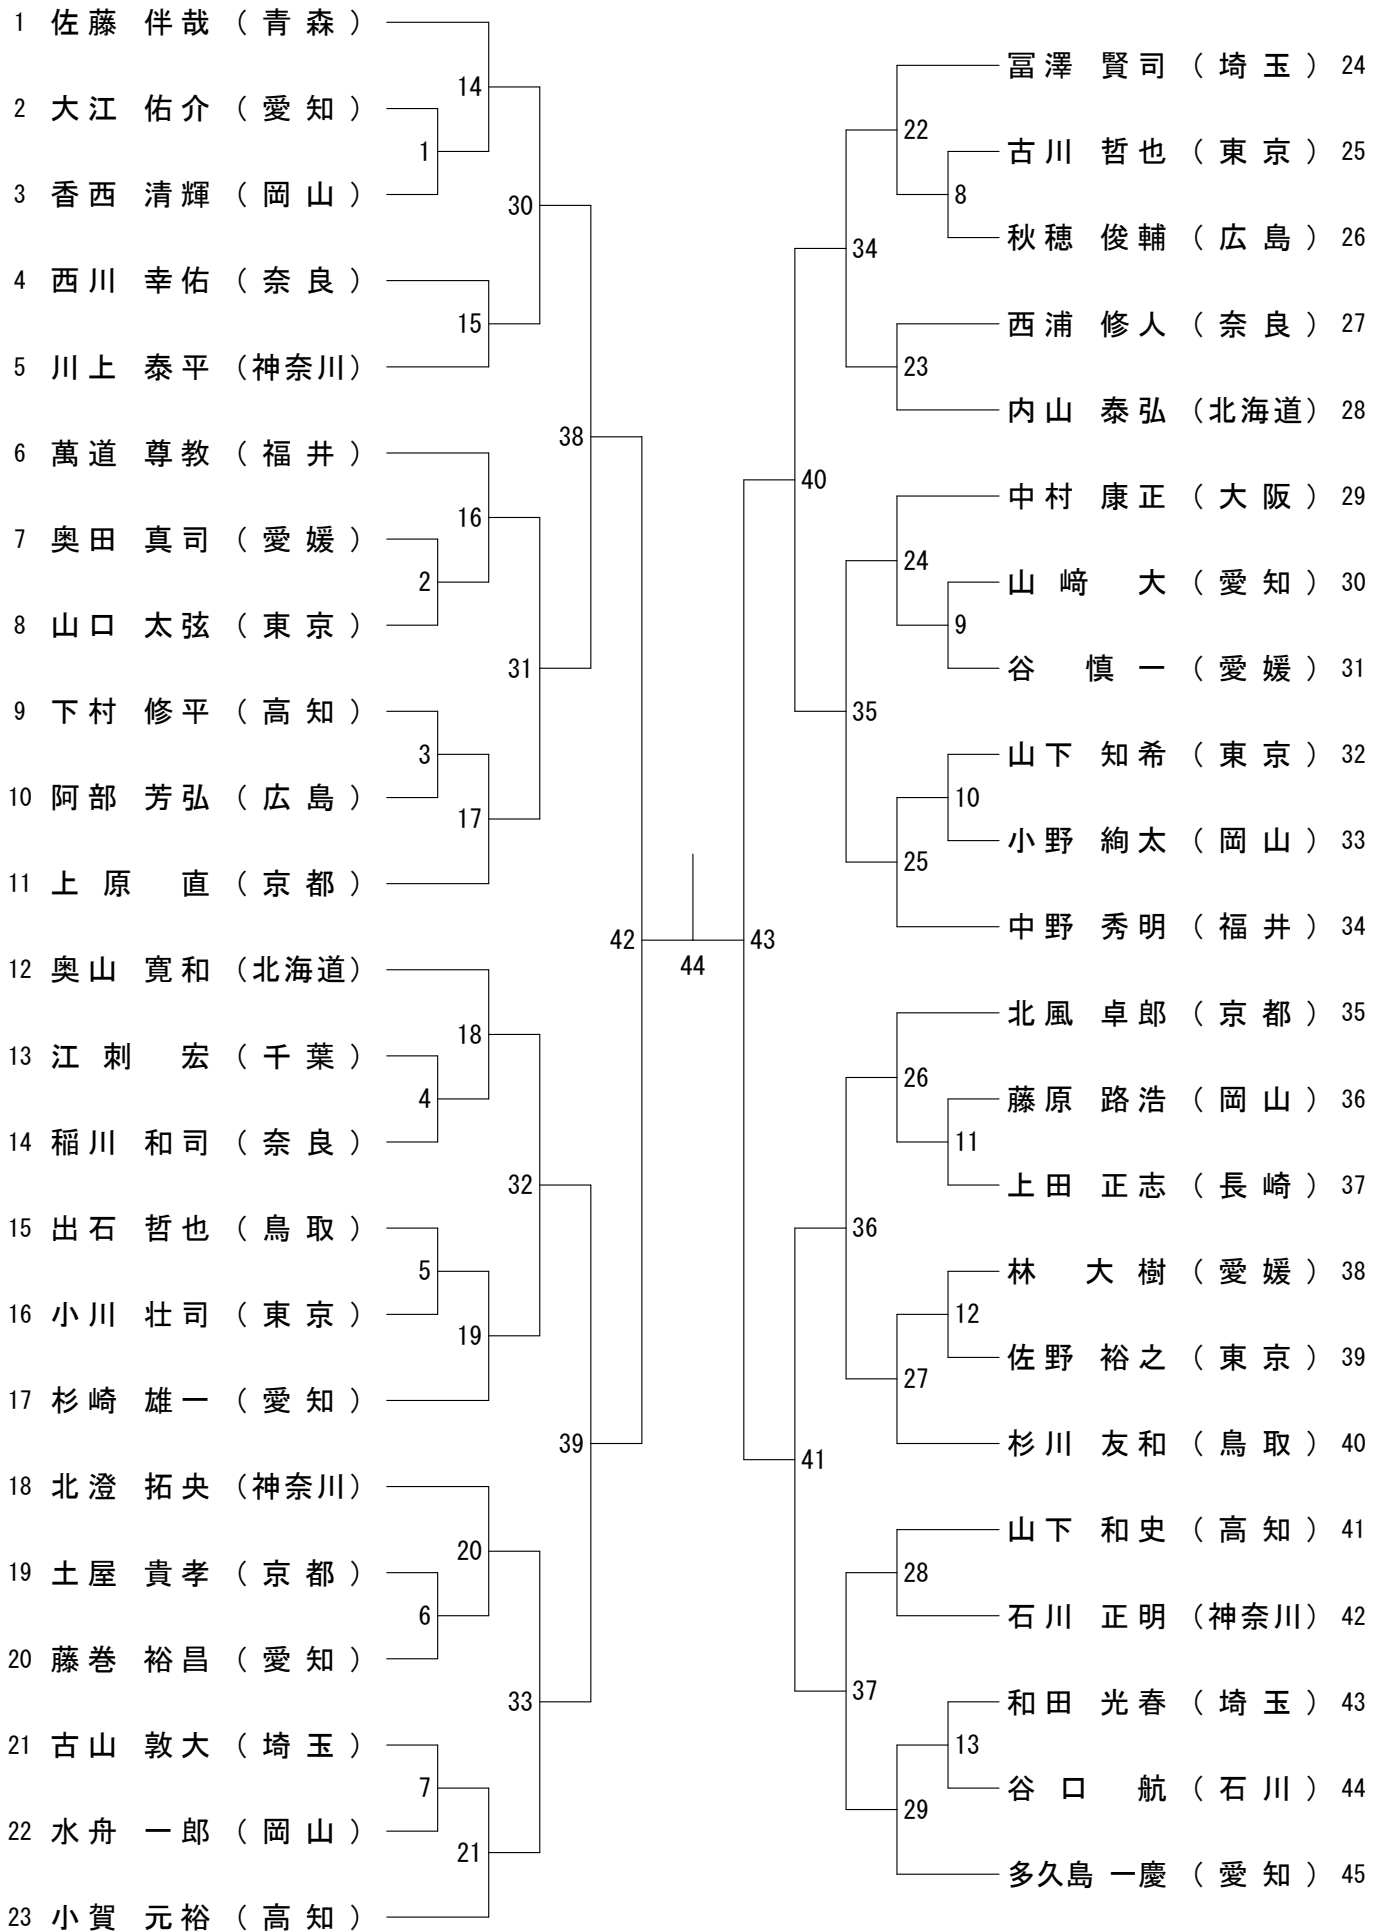 1 佐藤 伴哉 (青森)
14
2 大江 佑介 (愛知)
1
3 香西 清輝 (岡山)
30
4 西川 幸佑 (奈良)
15
5 川上 泰平 (神奈川)
38
6 萬道 尊教 (福井)
16
7 奥田 真司 (愛媛)
2
8 山口 太弦 (東京)
31
9 下村 修平 (高知)
3
10 阿部 芳弘 (広島)
17
11 上原 直 (京都)
42
12 奥山 寛和 (北海道)
18
13 江刺 宏 (千葉)
4
14 稲川 和司 (奈良)
32
15 出石 哲也 (鳥取)
5
16 小川 壮司 (東京)
19
17 杉崎 雄一 (愛知)
39
18 北澄 拓央 (神奈川)
20
19 土屋 貴孝 (京都)
6
20 藤巻 裕昌 (愛知)
33
21 古山 敦大 (埼玉)
7
22 水舟 一郎 (岡山)
21
23 小賀 元裕 (高知)
44
冨澤 賢司 (埼玉) 24
22
古川 哲也 (東京) 25
8
秋穂 俊輔 (広島) 26
34
西浦 修人 (奈良) 27
23
内山 泰弘 (北海道) 28
40
中村 康正 (大阪) 29
24
山﨑 大 (愛知) 30
9
谷 慎一 (愛媛) 31
35
山下 知希 (東京) 32
10
小野 絢太 (岡山) 33
25
中野 秀明 (福井) 34
43
北風 卓郎 (京都) 35
26
藤原 路浩 (岡山) 36
11
上田 正志 (長崎) 37
36
林 大樹 (愛媛) 38
12
佐野 裕之 (東京) 39
27
杉川 友和 (鳥取) 40
41
山下 和史 (高知) 41
28
石川 正明 (神奈川) 42
37
和田 光春 (埼玉) 43
13
谷口 航 (石川) 44
29
多久島 一慶 (愛知) 45